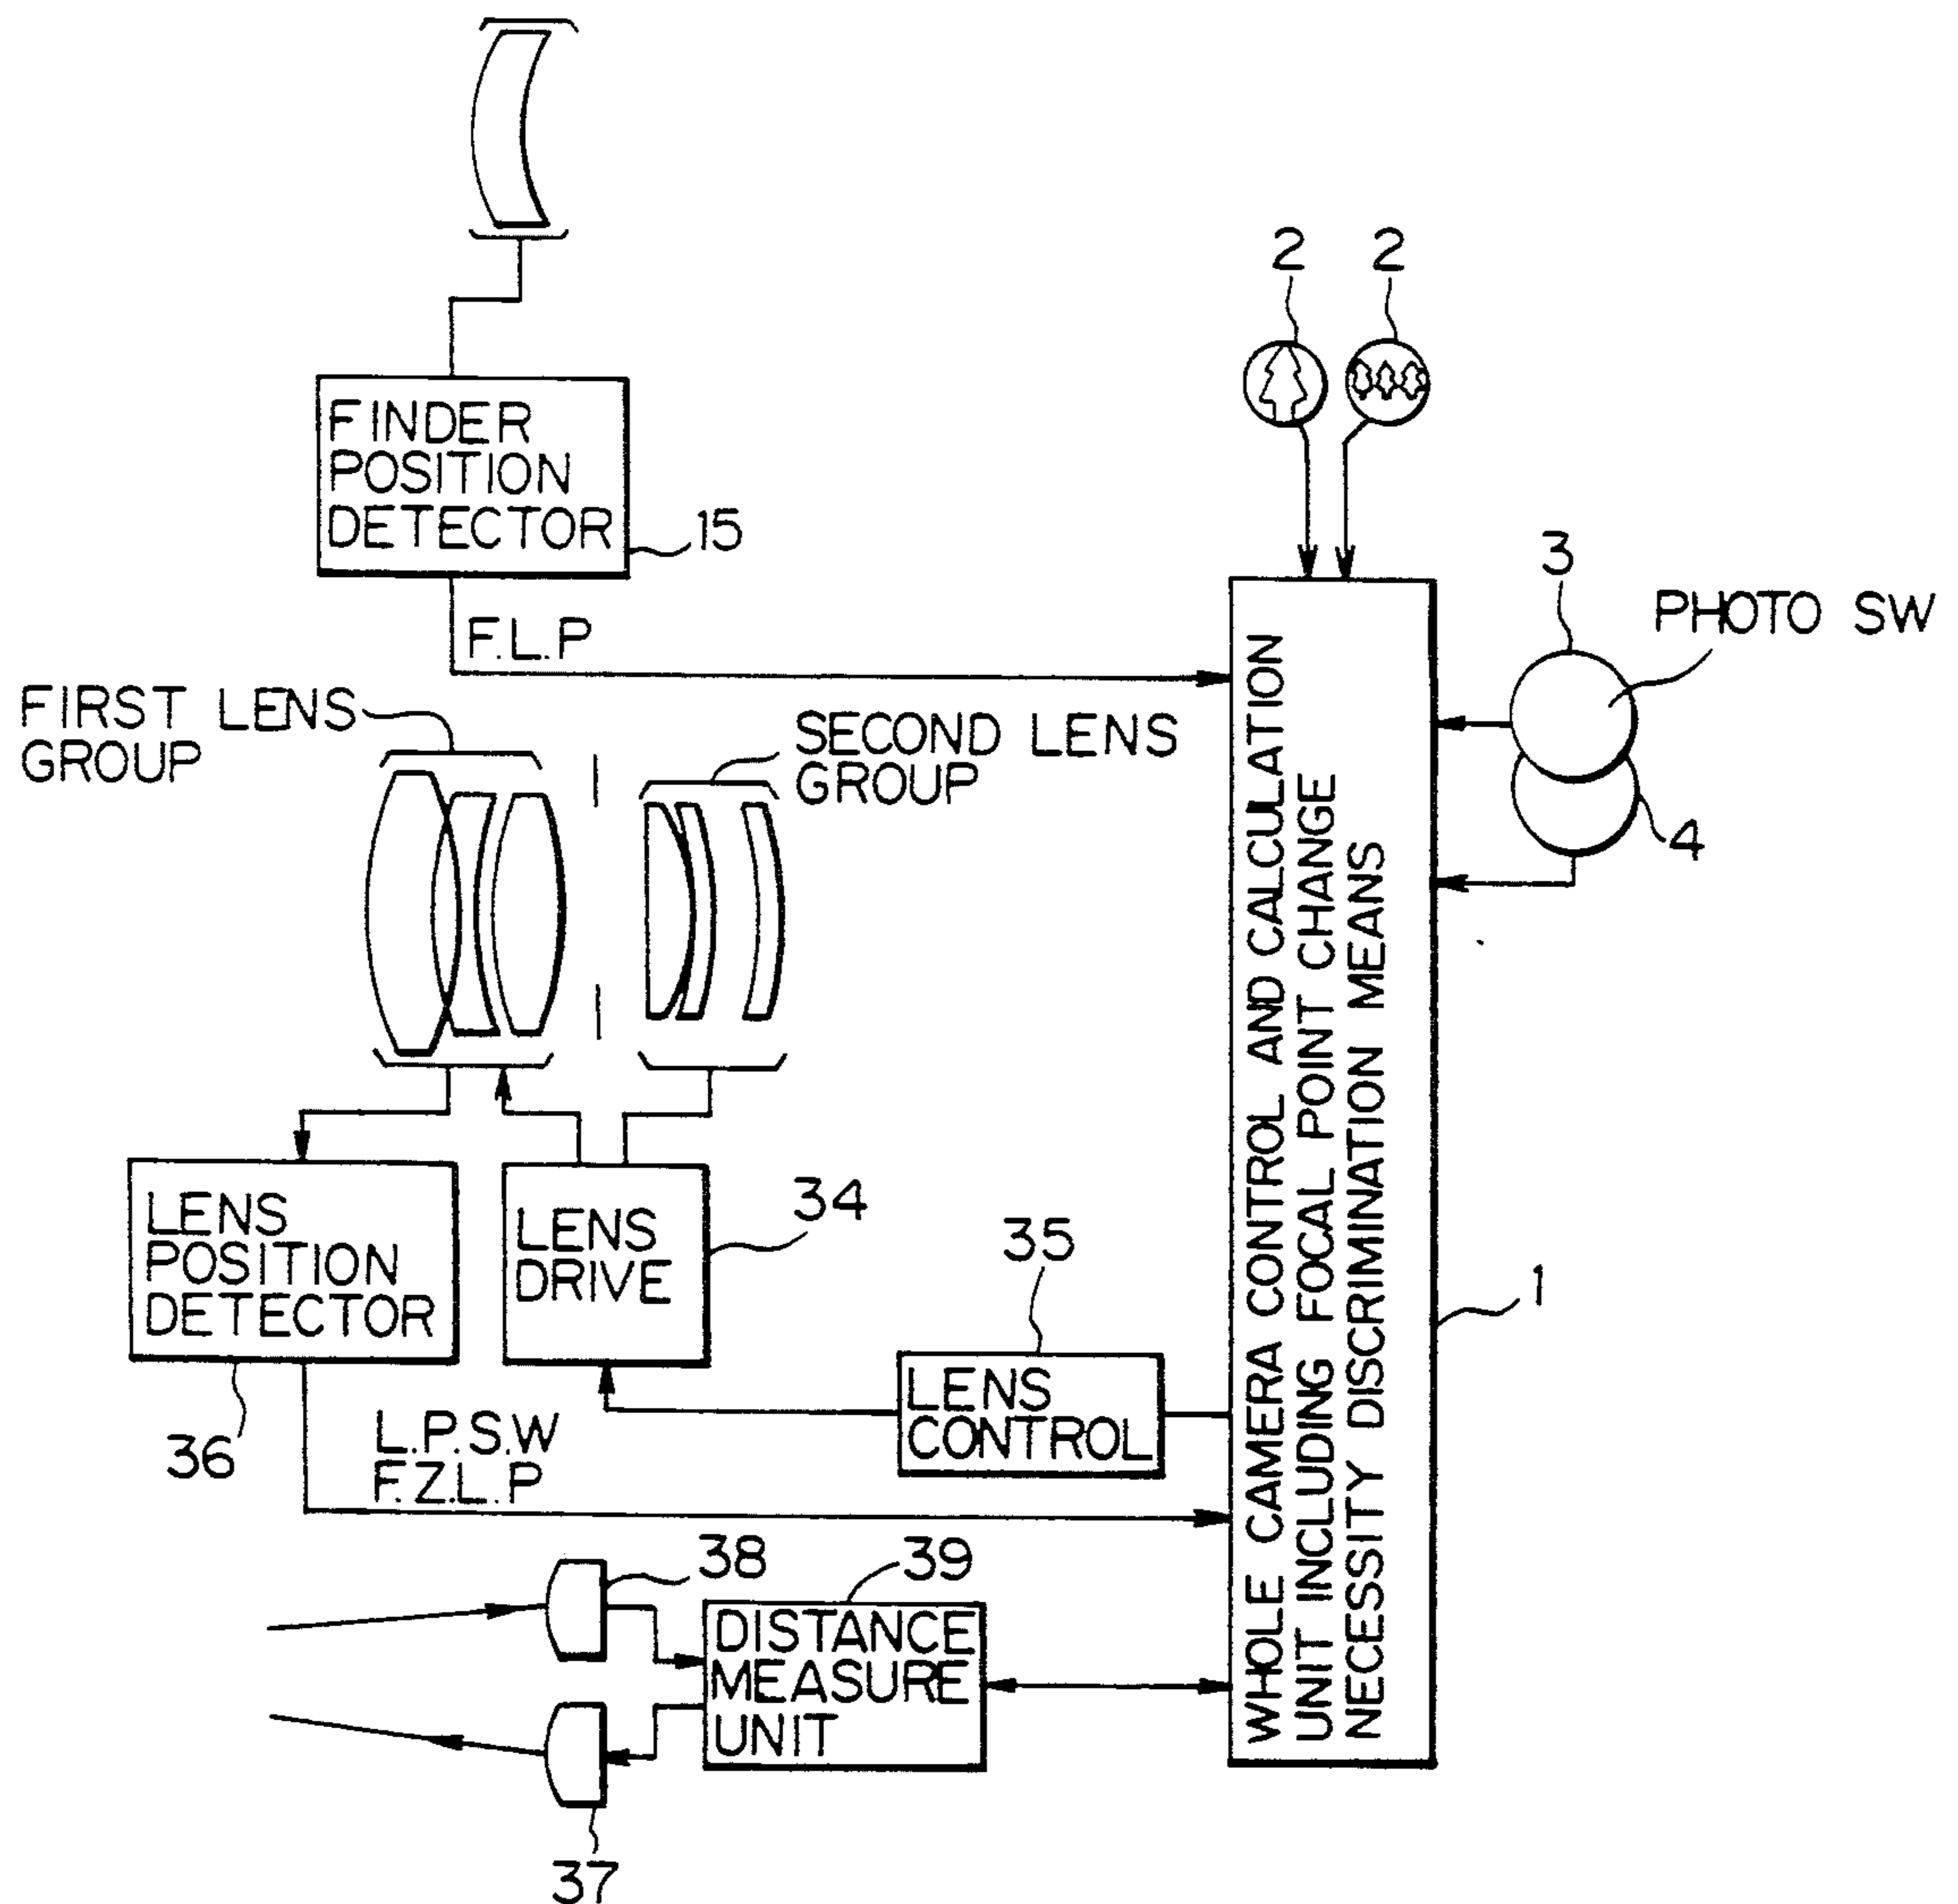 2
2
3
PHOTO SW
4
FINDER
POSITION
DETECTOR
15
F.L.P
FIRST LENS
GROUP
SECOND LENS
GROUP
WHOLE CAMERA CONTROL AND CALCULATION
UNIT INCLUDING FOCAL POINT CHANGE
NECESSITY DISCRIMINATION MEANS
1
LENS
POSITION
DETECTOR
36
LENS
DRIVE
34
35
LENS
CONTROL
L.P.S.W
F.Z.L.P
38
39
DISTANCE
MEASURE
UNIT
37